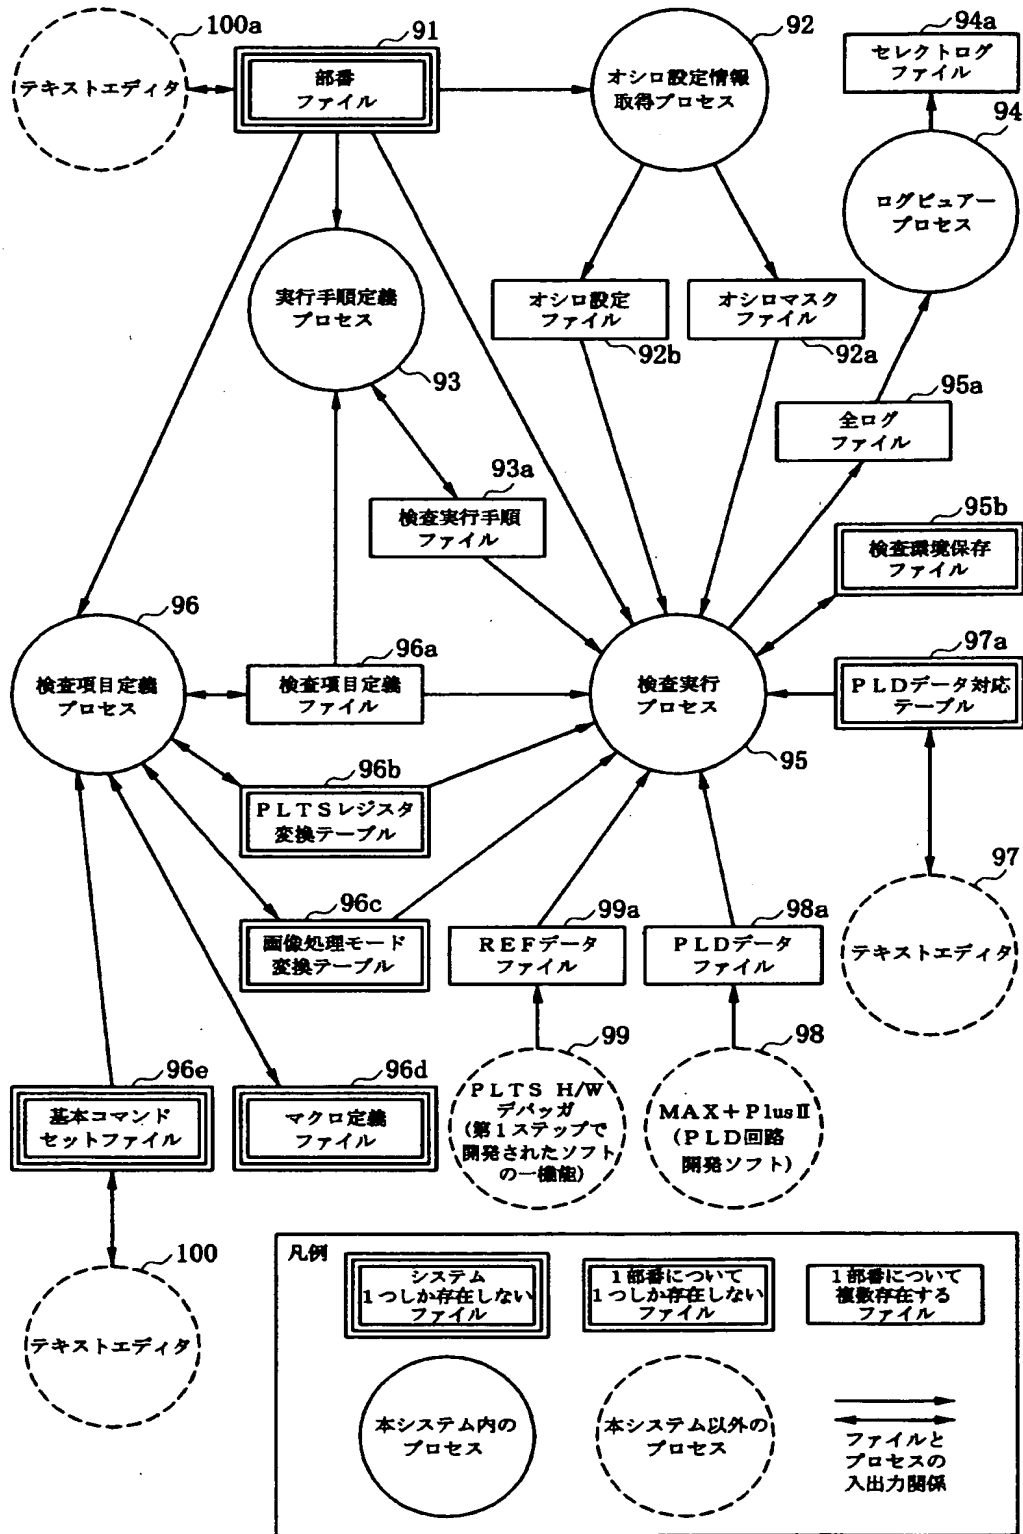 100a
テキストエディタ
91
部番
ファイル
92
オシロ設定情報
取得プロセス
94a
セレクトログ
ファイル
94
ログビュアー
プロセス
実行手順定義
プロセス
93
オシロ設定
ファイル
92b
オシロマスク
ファイル
92a
95a
全ログ
ファイル
93a
検査実行手順
ファイル
95b
検査環境保存
ファイル
96
検査項目定義
プロセス
96a
検査項目定義
ファイル
検査実行
プロセス
95
97a
PLDデータ対応
テーブル
96b
PLTSレジスタ
変換テーブル
96c
画像処理モード
変換テーブル
99a
REFデータ
ファイル
98a
PLDデータ
ファイル
97
テキストエディタ
96e
基本コマンド
セットファイル
96d
マクロ定義
ファイル
99
PLTS H/W
デバッガ
(第1ステップで
開発されたソフト
の一機能)
98
MAX+PlusⅡ
(PLD回路
開発ソフト)
100
テキストエディタ
凡例
システム
1つしか存在しない
ファイル
1部番について
1つしか存在しない
ファイル
1部番について
複数存在する
ファイル
本システム内の
プロセス
本システム以外の
プロセス
ファイルと
プロセスの
入出力関係